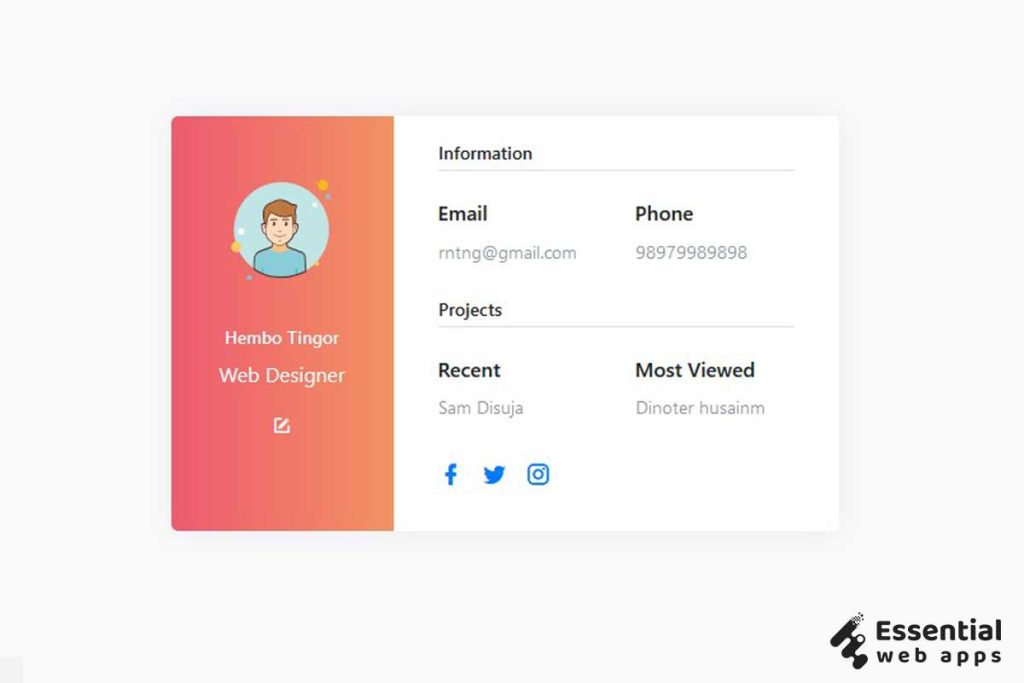 Information
Email
Phone
rntng@gmail.com
98979989898
Hembo Tingor
Web Designer
Projects
Recent
Most Viewed
Sam Disuja
Dinoter husainm
Essential
web apps